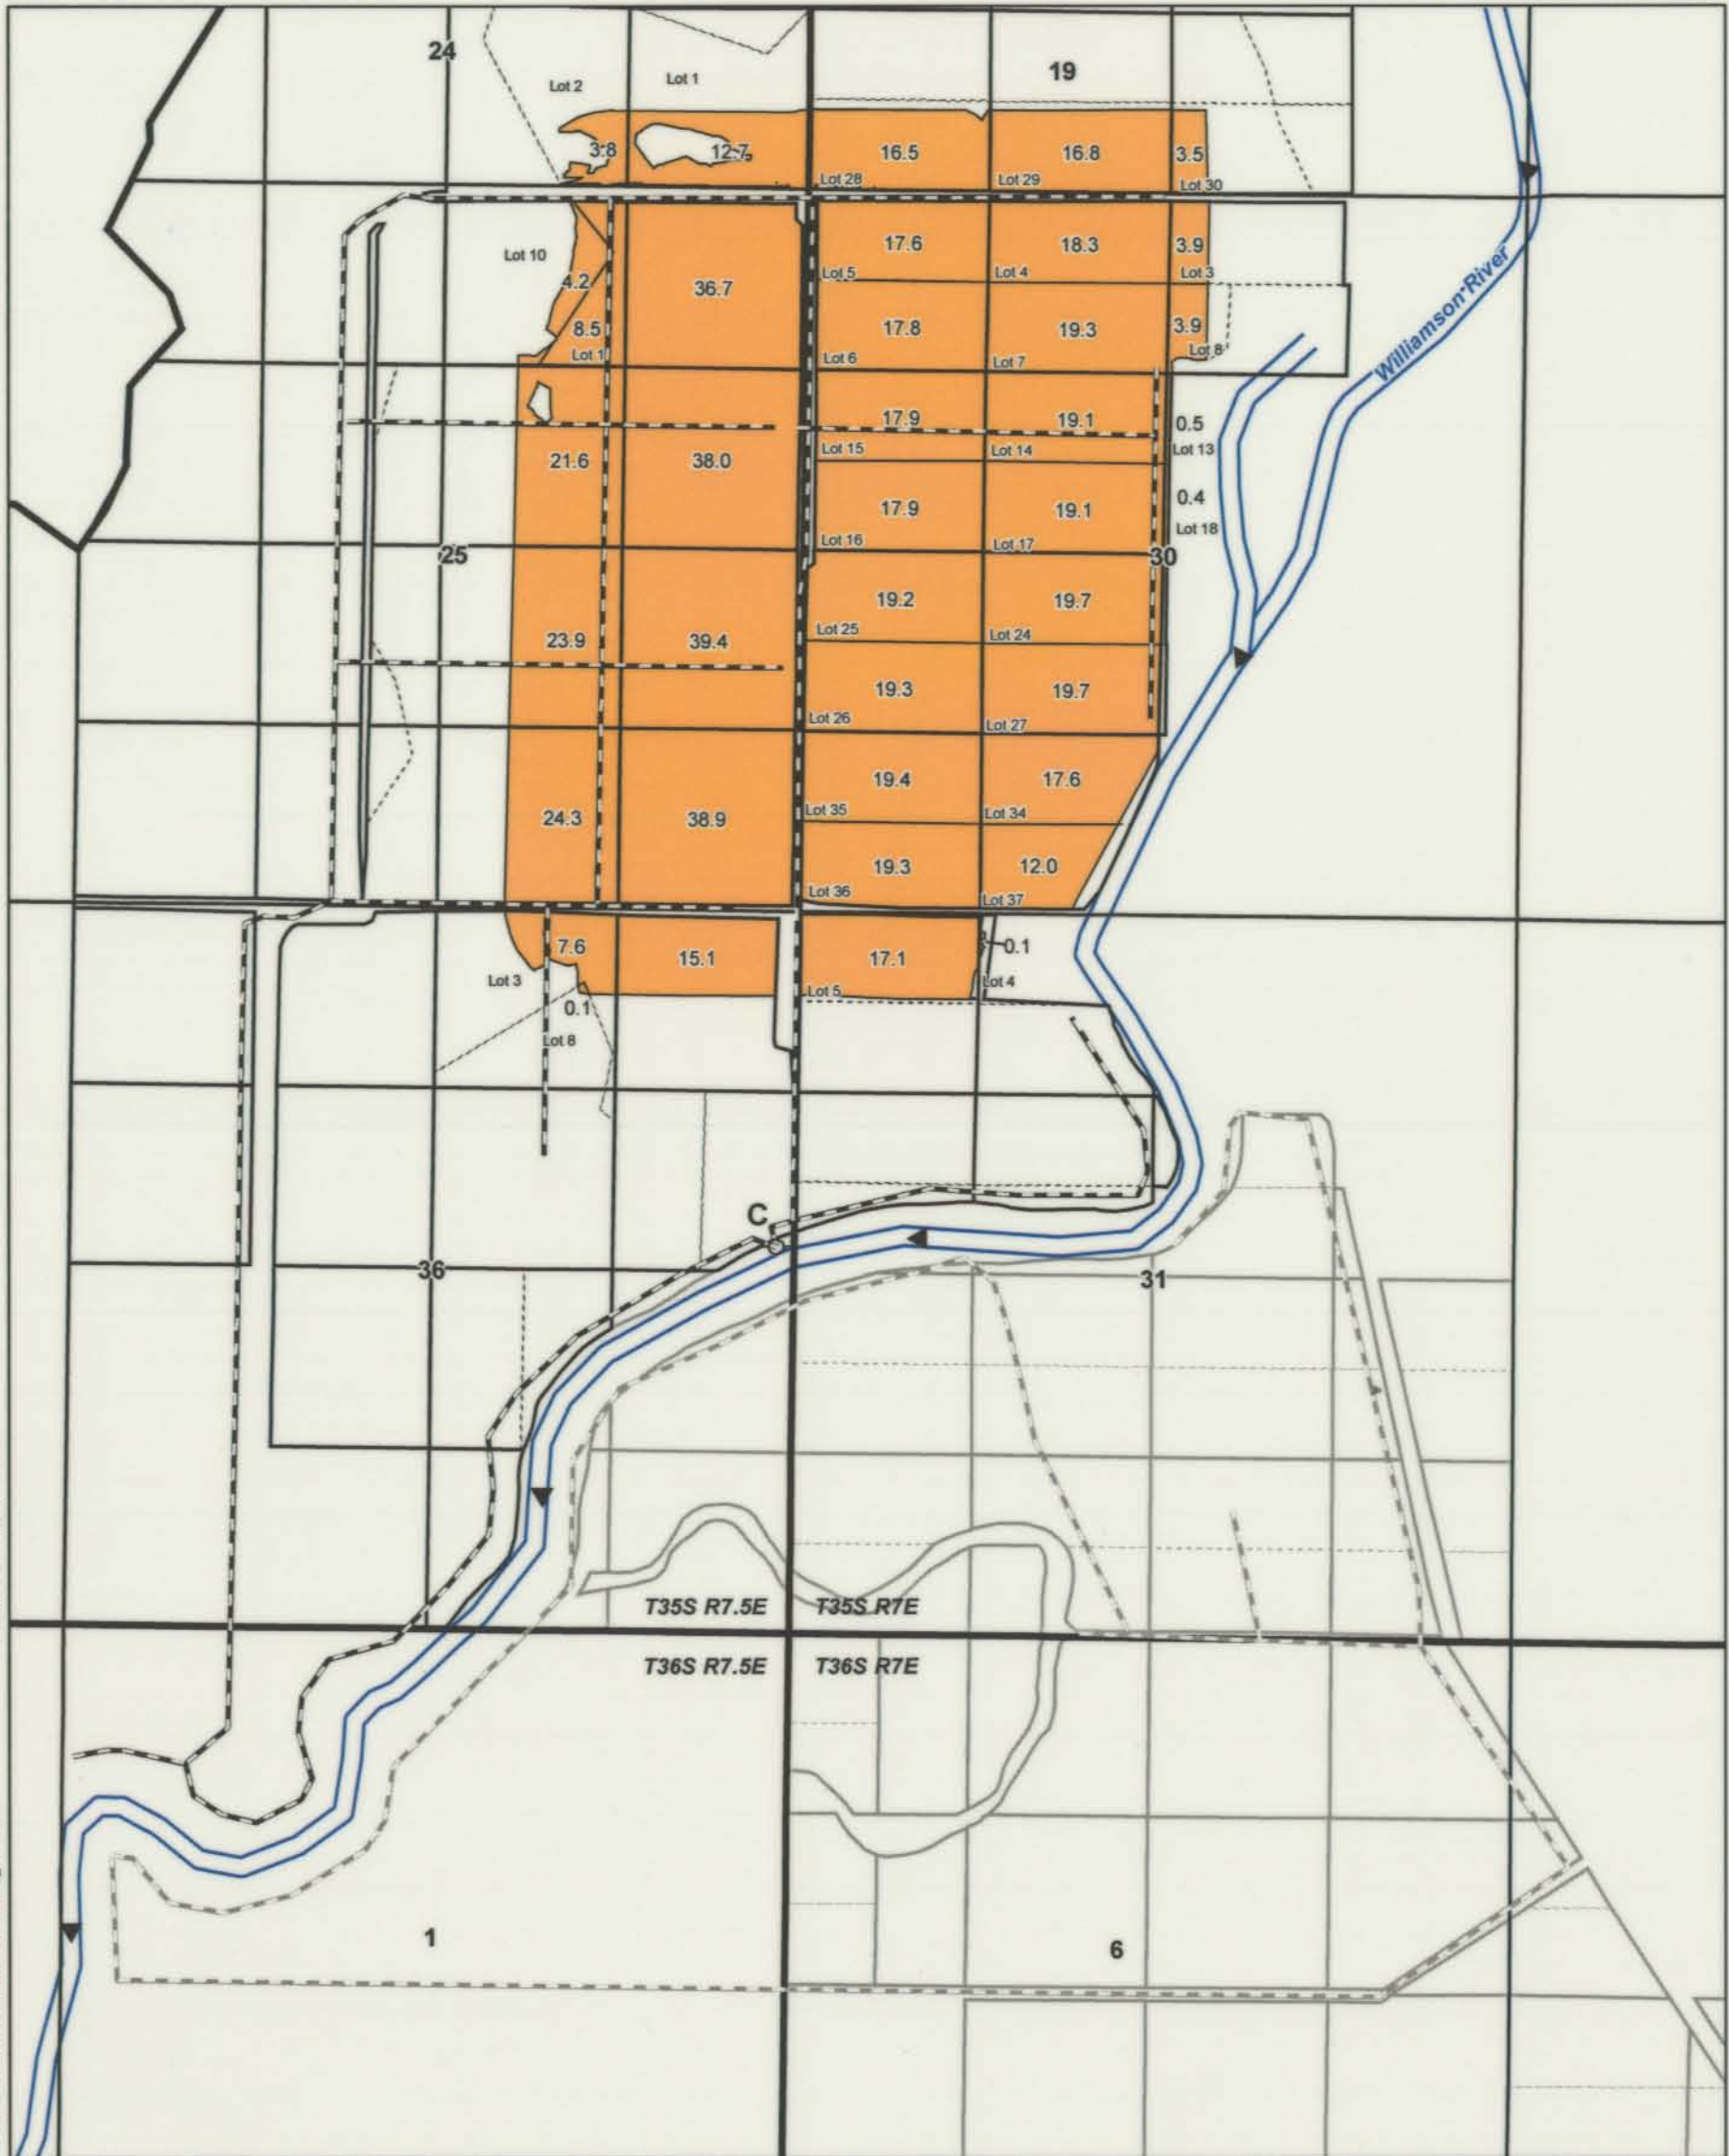 24
19
Lot 2
Lot 1
3.8
12.7
16.5
16.8
3.5
Lot 28
Lot 29
Lot 30
Lot 10
4.2
36.7
17.6
18.3
3.9
Lot 5
Lot 4
Lot 3
8.5
Lot 1
17.8
19.3
3.9
Lot 6
Lot 7
Lot 8
Williamson River
17.9
19.1
0.5
Lot 15
Lot 14
Lot 13
21.6
38.0
17.9
19.1
0.4
Lot 16
Lot 17
Lot 18
25
30
19.2
19.7
Lot 25
Lot 24
23.9
39.4
19.3
19.7
Lot 26
Lot 27
19.4
17.6
Lot 35
Lot 34
24.3
38.9
19.3
12.0
Lot 36
Lot 37
7.6
15.1
17.1
0.1
Lot 3
Lot 5
Lot 4
0.1
Lot 8
C
36
31
T35S R7.5E
T35S R7E
T36S R7.5E
T36S R7E
1
6